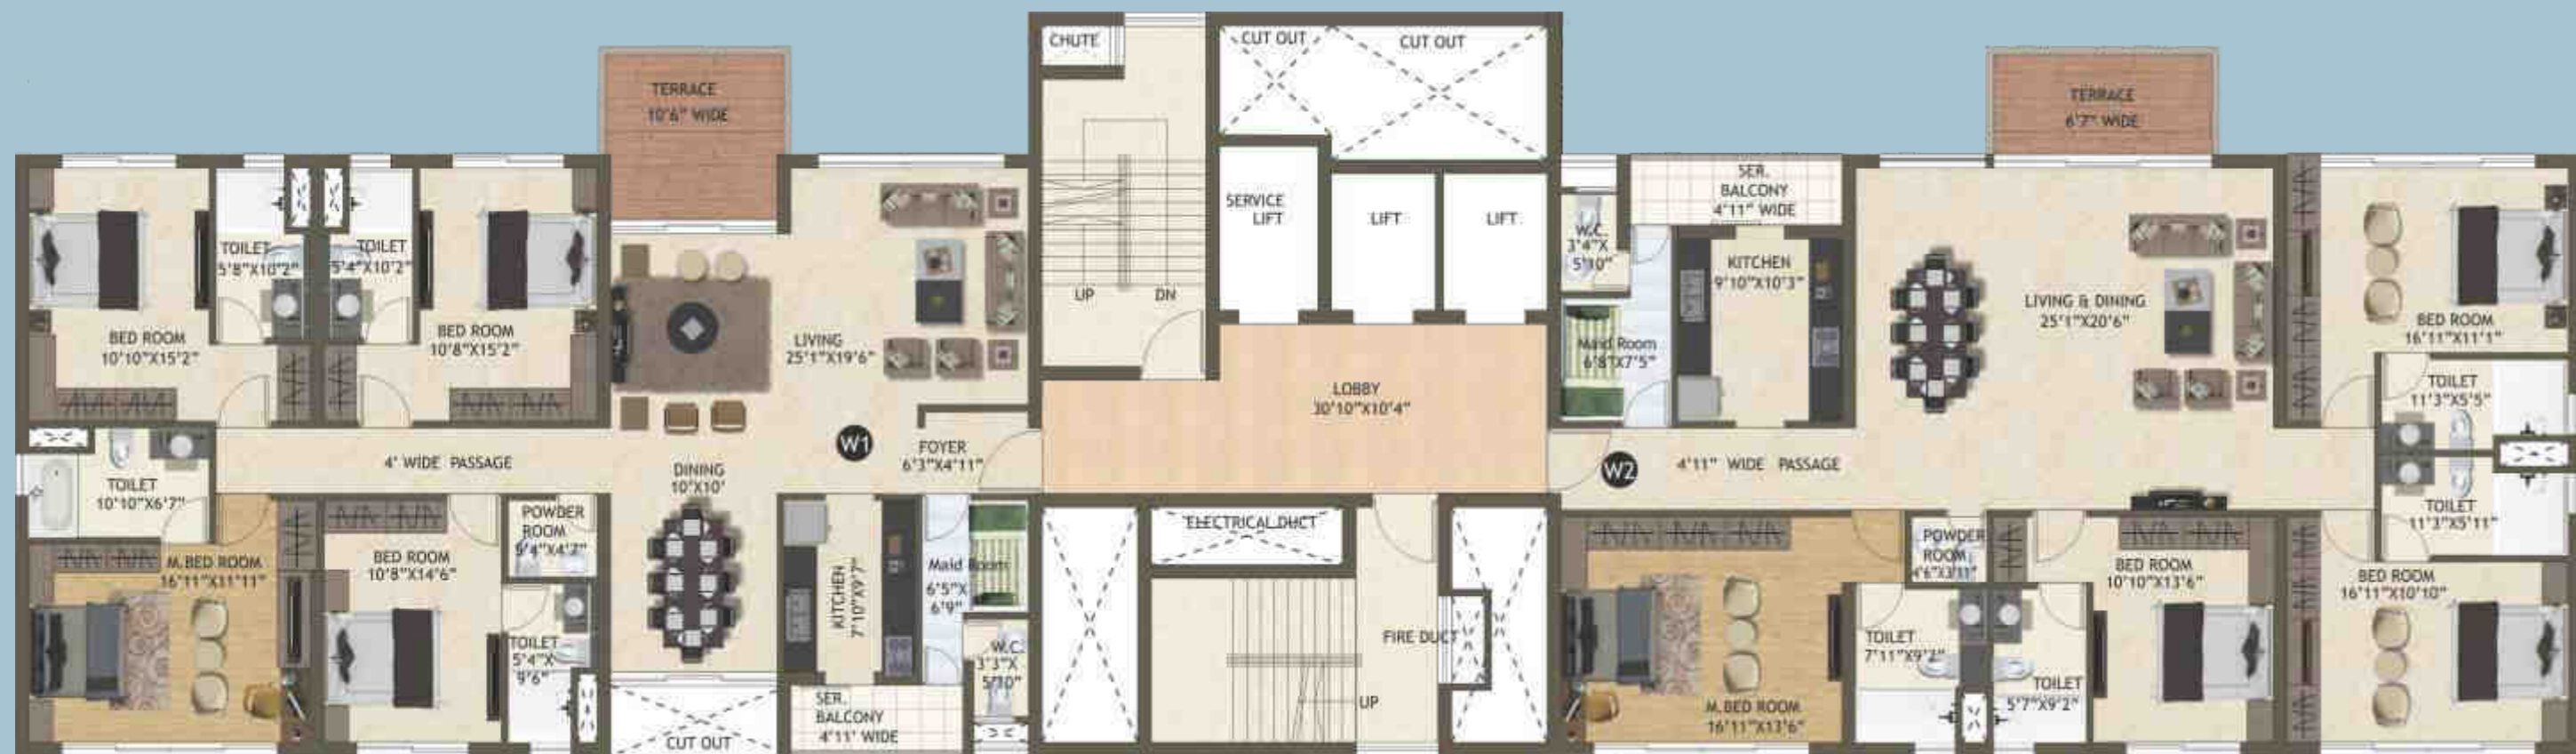 CHUTE
CUT OUT
CUT OUT
TERRACE
10'6" WIDE
TERRACE
6'7" WIDE
SER.
BALCONY
4'11" WIDE
SERVICE
LIFT
LIFT
LIFT
W.C.
3'4"X
5'10"
TOILET
5'8"X10'2"
TOILET
5'4"X10'2"
KITCHEN
9'10"X10'3"
UP
DN
LIVING & DINING
25'1"X20'6"
BED ROOM
10'10"X15'2"
BED ROOM
10'8"X15'2"
LIVING
25'1"X19'6"
Maid Room
6'8"X7'5"
BED ROOM
16'11"X11'1"
LOBBY
30'10"X10'4"
TOILET
11'3"X5'5"
W1
FOYER
6'3"X4'11"
4' WIDE PASSAGE
DINING
10'X10'
W2
4'11" WIDE PASSAGE
TOILET
10'10"X6'7"
TOILET
11'3"X5'11"
POWDER
ROOM
5'4"X4'7"
ELECTRICAL DUCT
POWDER
ROOM
4'6"X3'11"
M.BED ROOM
16'11"X11'11"
BED ROOM
10'8"X14'6"
KITCHEN
7'10"X9'7"
Maid Room
6'5"X
6'9"
BED ROOM
10'10"X13'6"
BED ROOM
16'11"X10'10"
TOILET
5'4"X
9'6"
W.C.
3'3"X
5'10"
FIRE DUCT
TOILET
7'11"X9'2"
TOILET
5'7"X9'2"
SER.
BALCONY
4'11' WIDE
UP
M.BED ROOM
16'11"X13'6"
CUT OUT